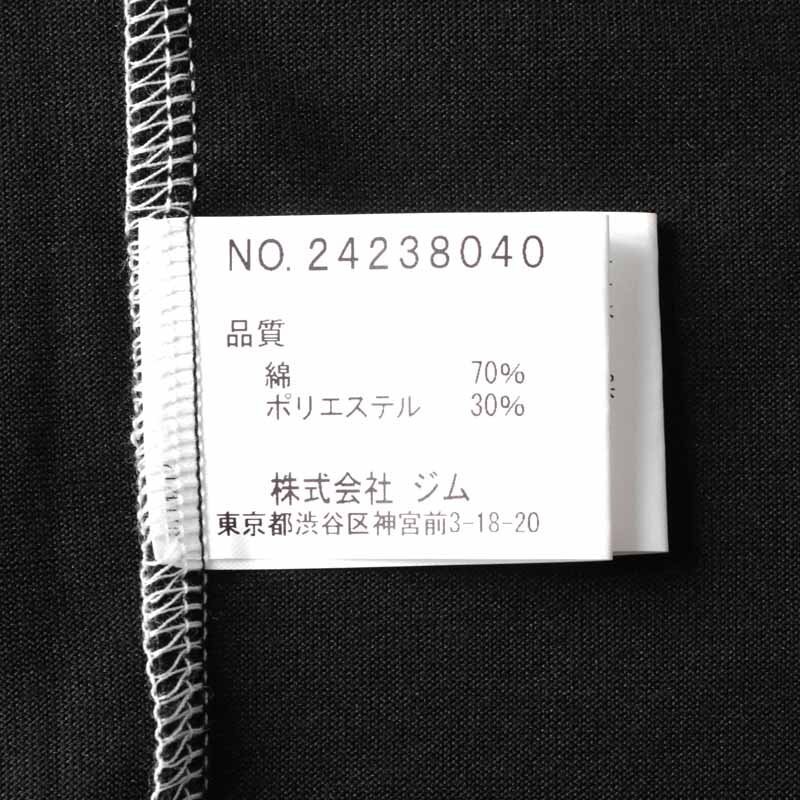 NO. 24238040
品質
綿 70%
ポリエステル 30%
株式会社 ジム
東京都渋谷区神宮前3-18-20